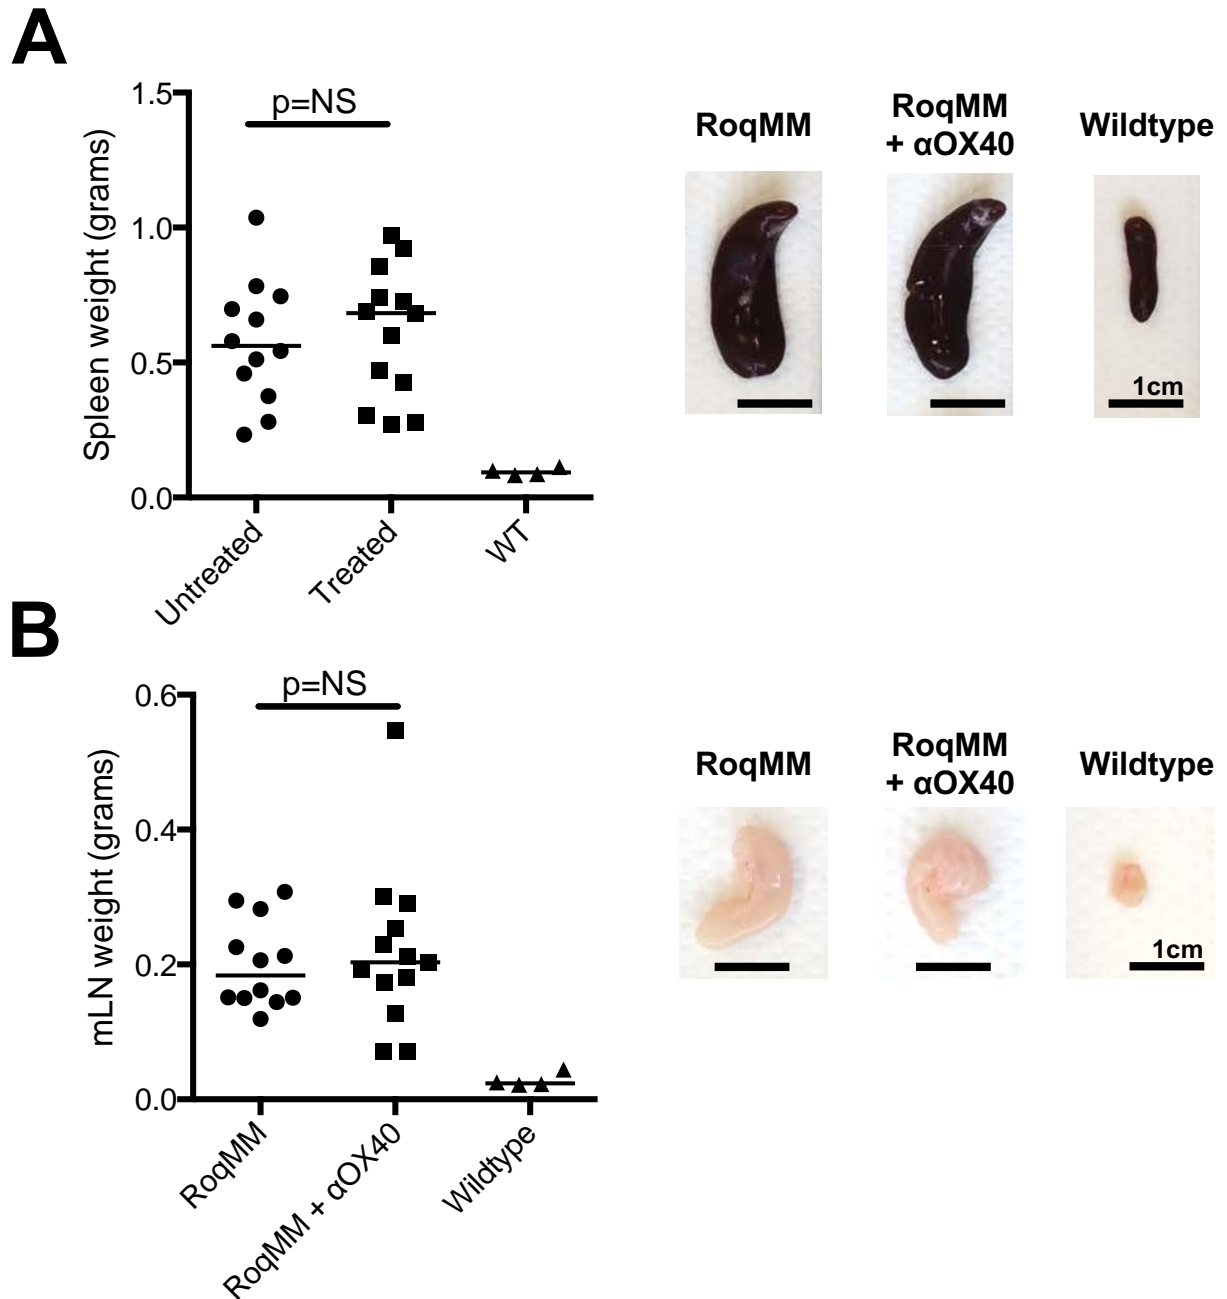 A
1.5
p=NS
1.0
0.5
0.0
Spleen weight (grams)
Untreated
Treated
WT
RoqMM
RoqMM
+ αOX40
Wildtype
1cm
B
0.6
p=NS
0.4
0.2
0.0
mLN weight (grams)
RoqMM
RoqMM + αOX40
Wildtype
RoqMM
RoqMM
+ αOX40
Wildtype
1cm